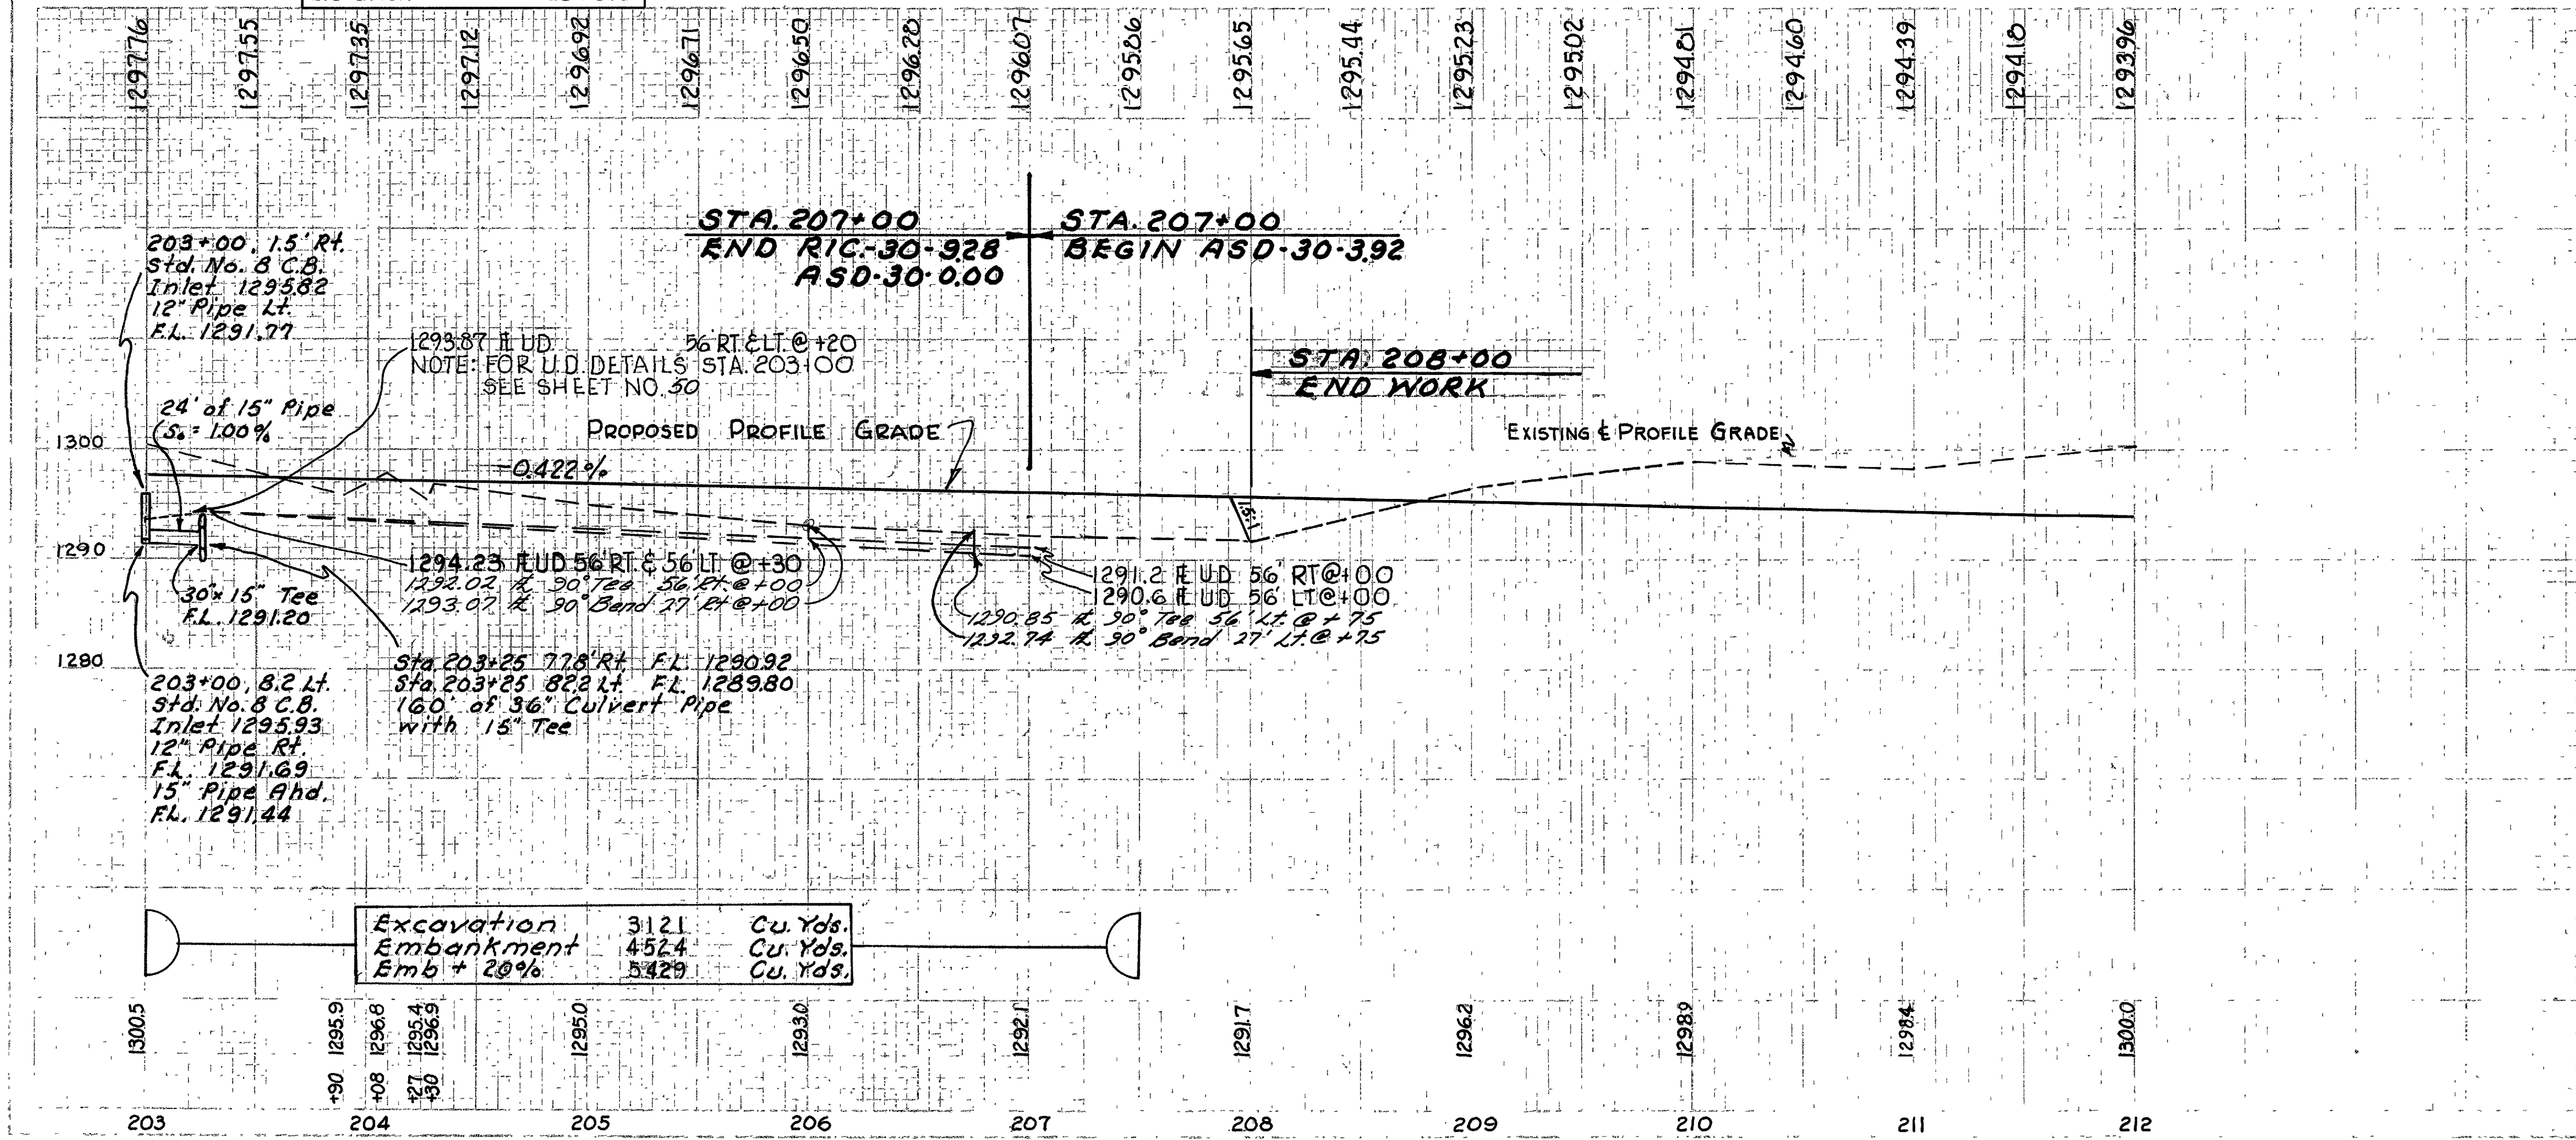 1297.76
1297.55
1297.35
1297.12
1296.92
1296.71
1296.50
1296.28
1296.07
1295.86
1295.65
1295.44
1295.23
1295.02
1294.81
1294.60
1294.39
1294.18
1293.96
STA. 207+00
END RIC.-30-9.28
ASD-30-0.00
STA. 207+00
BEGIN ASD-30-3.92
203+00, 1.5' Rt.
Std. No. 8 C.B.
Inlet 1295.82
12" Pipe Lt.
F.L. 1291.77
1293.87 ℄ UD 56' RT & LT. @ +20
NOTE: FOR U.D. DETAILS STA. 203+00
SEE SHEET NO. 50
STA. 208+00
END WORK
24' of 15" Pipe
S. = 1.00%
1300
PROPOSED PROFILE GRADE
EXISTING ℄ PROFILE GRADE
-0.422%
1.5:1
1290
1294.23 ℄ UD 56' RT. & 56' LT. @ +30
1292.02 ℄ 90° Tee 56' Rt. @ +00
1293.07 ℄ 90° Bend 27' Rt @ +00
1291.2 ℄ UD 56' RT @ +00
1290.6 ℄ UD 56' LT @ +00
1290.85 ℄ 90° Tee 56' Lt. @ +75
1292.74 ℄ 90° Bend 27' Lt. @ +75
30" x 15" Tee
F.L. 1291.20
1280
Sta. 203+25 77.8' Rt. F.L. 1290.92
Sta. 203+25 82.2 Lt. F.L. 1289.80
160' of 36" Culvert Pipe
with 15" Tee
203+00, 8.2 Lt.
Std. No. 8 C.B.
Inlet 1295.93
12" Pipe Rt.
F.L. 1291.69
15" Pipe Ahd.
F.L. 1291.44
Excavation 3121 Cu. Yds.
Embankment 4524 Cu. Yds.
Emb + 20% 5429 Cu. Yds.
1300.5
+90 1295.9
+08 1296.8
+27 1295.4
+30 1296.9
1295.0
1293.0
1292.1
1291.7
1296.2
1298.9
1298.4
1300.0
203 204 205 206 207 208 209 210 211 212